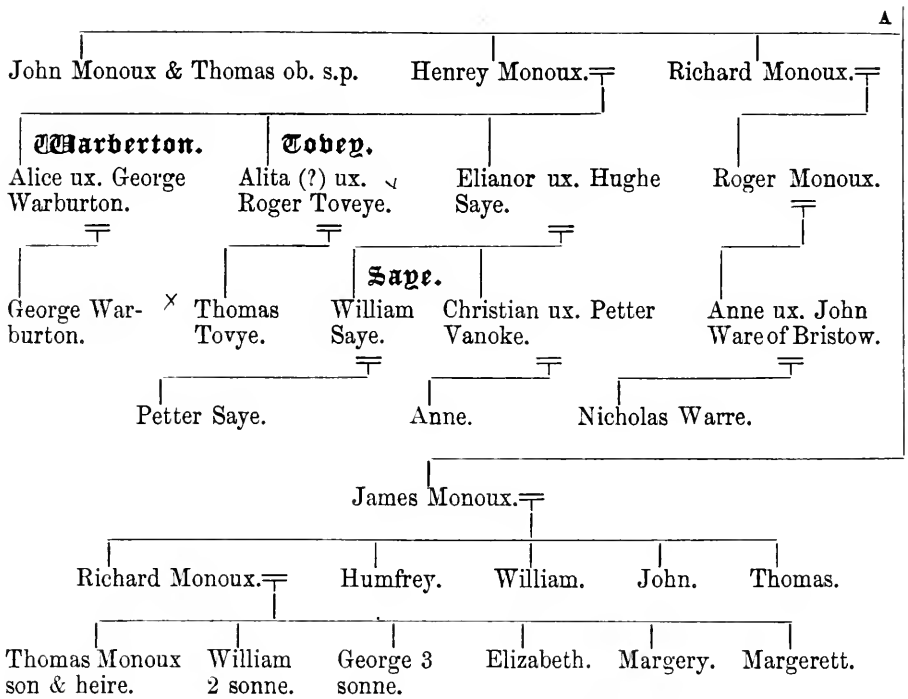 A
John Monoux & Thomas ob. s.p. Henrey Monoux. Richard Monoux.
Warberton. Tobey.
Alice ux. George Alita (?) ux. Elianor ux. Hughe Roger Monoux.
Warburton. Roger Toveye. Saye.
Saye.
George War- × Thomas William Christian ux. Petter Anne ux. John
burton. Tovye. Saye. Vanoke. Ware of Bristow.
Petter Saye. Anne. Nicholas Warre.
James Monoux.
Richard Monoux. Humfrey. William. John. Thomas.
Thomas Monoux William George 3 Elizabeth. Margery. Margerett.
son & heire. 2 sonne. sonne.